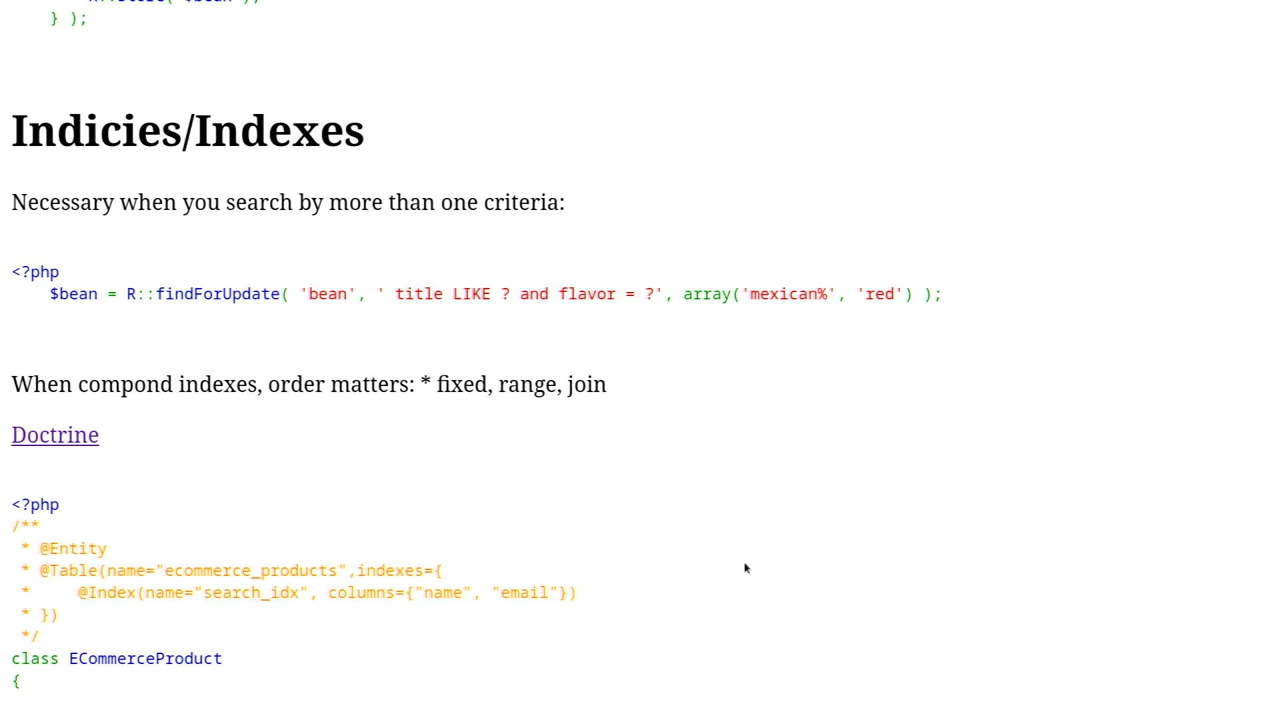 } );
Indicies/Indexes
Necessary when you search by more than one criteria:
<?php
$bean = R::findForUpdate( 'bean', ' title LIKE ? and flavor = ?', array('mexican%', 'red') );
When compond indexes, order matters: * fixed, range, join
Doctrine
<?php
/**
* @Entity
* @Table(name="ecommerce_products",indexes={
*     @Index(name="search_idx", columns={"name", "email"})
* })
*/
class ECommerceProduct
{